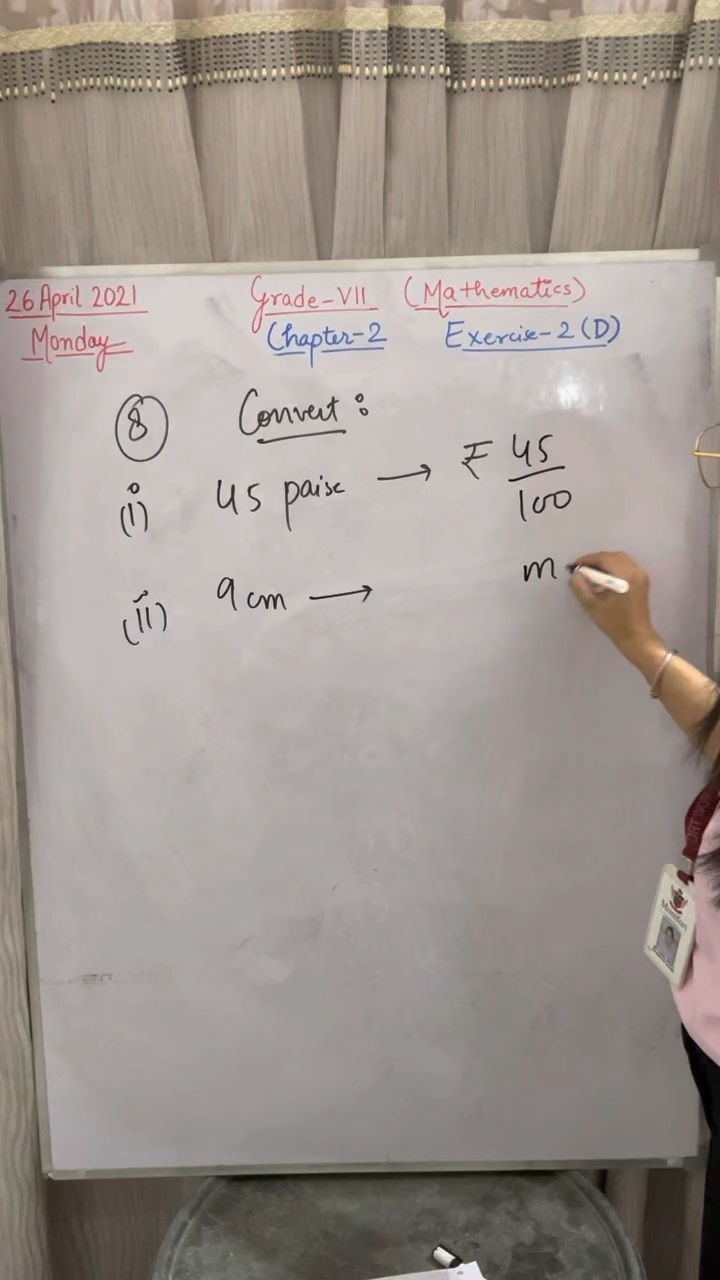 26 April 2021 Grade-VII (Mathematics)
Monday Chapter-2 Exercise-2(D)
8 Convert :
(i) 45 paise → ₹ 45/100
(ii) 9 cm → m